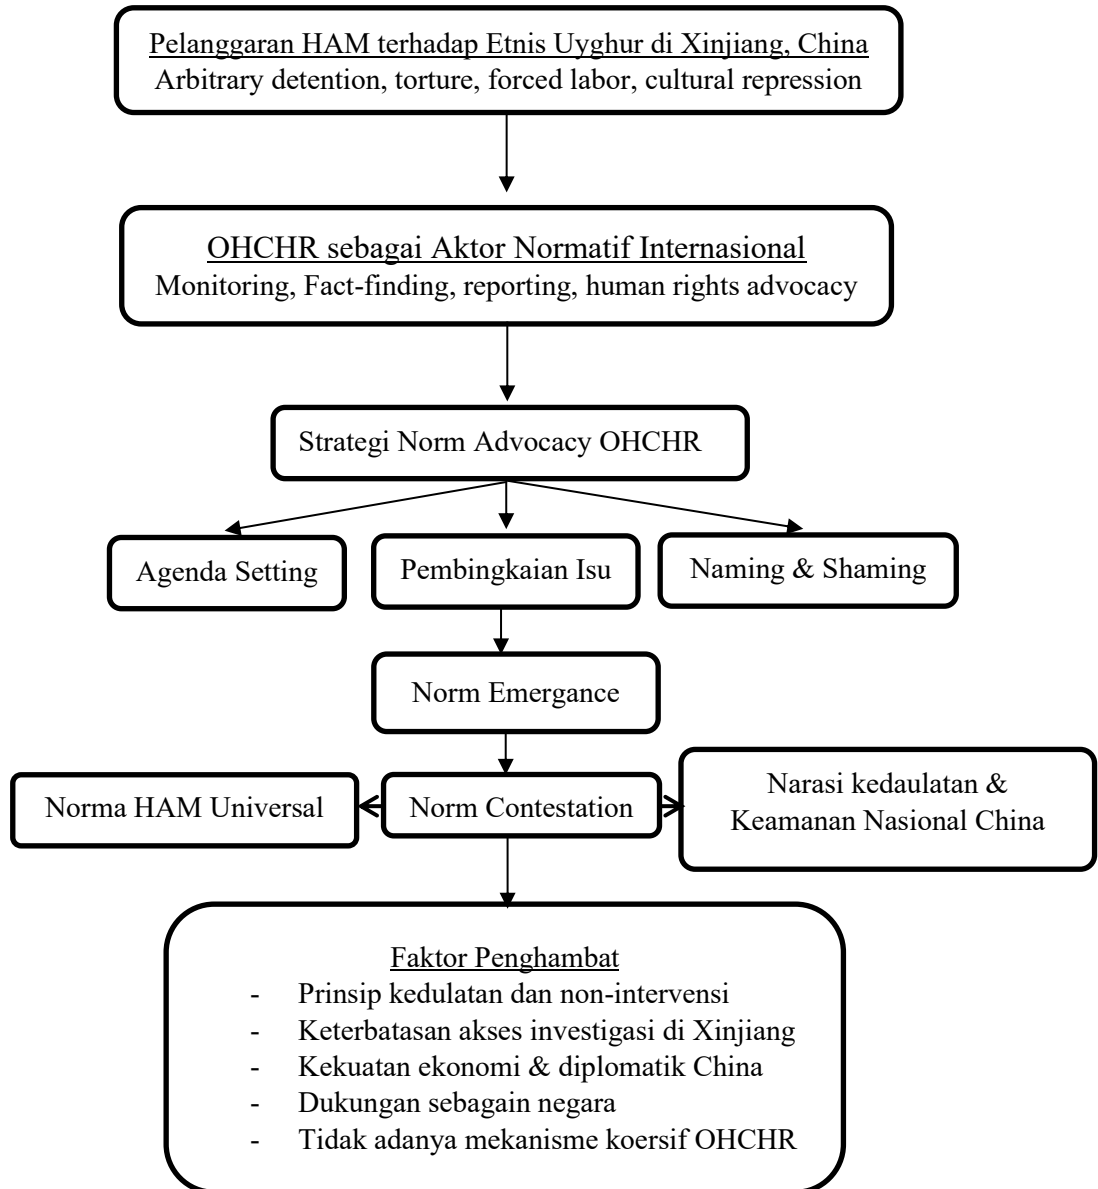 Pelanggaran HAM terhadap Etnis Uyghur di Xinjiang, China
Arbitrary detention, torture, forced labor, cultural repression
OHCHR sebagai Aktor Normatif Internasional
Monitoring, Fact-finding, reporting, human rights advocacy
Strategi Norm Advocacy OHCHR
Agenda Setting
Pembingkaian Isu
Naming & Shaming
Norm Emergance
Norma HAM Universal
Norm Contestation
Narasi kedaulatan &
Keamanan Nasional China
Faktor Penghambat
- Prinsip kedulatan dan non-intervensi
- Keterbatasan akses investigasi di Xinjiang
- Kekuatan ekonomi & diplomatik China
- Dukungan sebagain negara
- Tidak adanya mekanisme koersif OHCHR